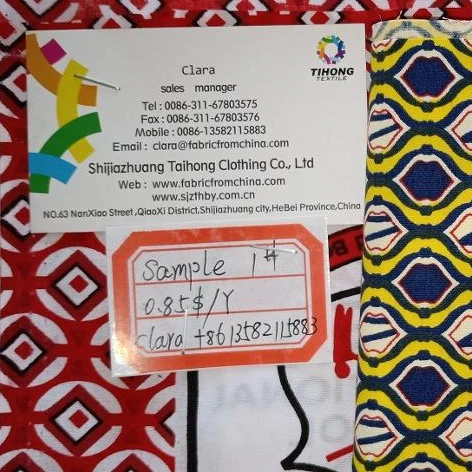 Clara
TIHONG
TEXTILE
sales manager
Tel : 0086-311-67803575
Fax : 0086-311-67803576
Mobile : 0086-13582115883
Email : clara@fabricfromchina.com
Shijiazhuang Taihong Clothing Co., Ltd
Web : www.fabricfromchina.com
www.sjzthby.com.cn
NO.63 NanXiao Street ,QiaoXi District,Shijiazhuang city,HeBei Province,China
Sample 1#
0.85$/Y
clara +8613582115883